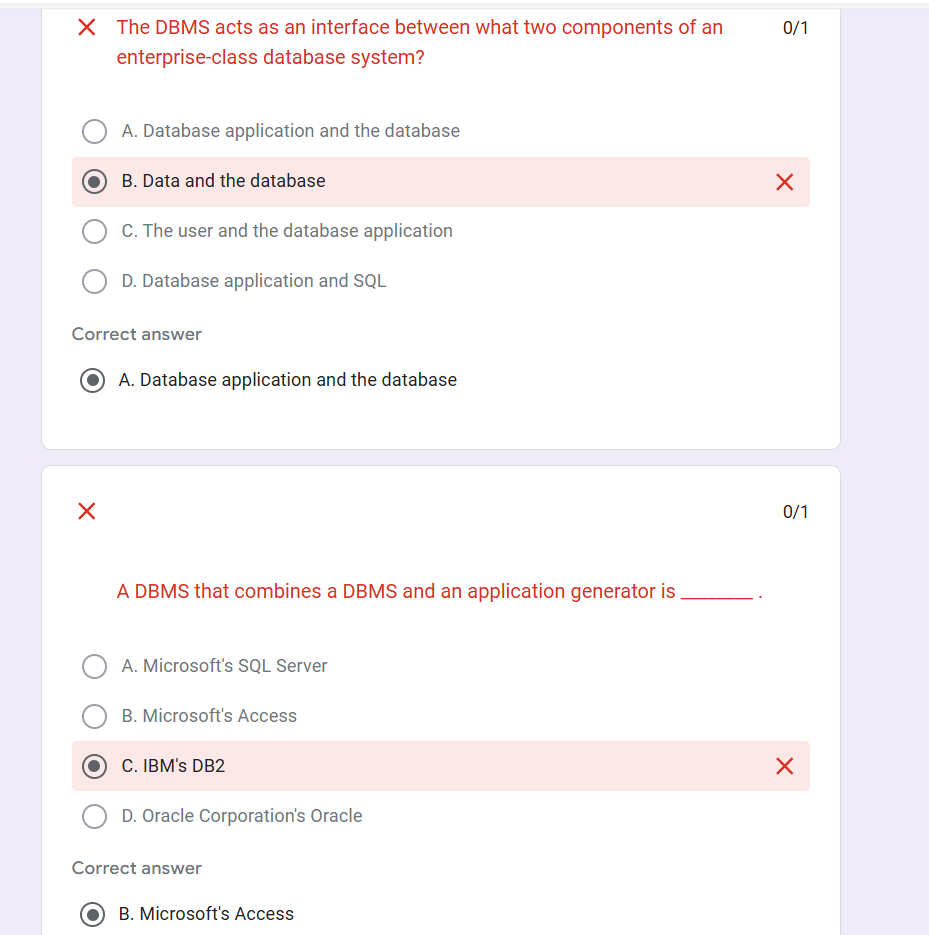 The DBMS acts as an interface between what two components of an
0/1
enterprise-class database system?
A. Database application and the database
B. Data and the database
C. The user and the database application
D. Database application and SQL
Correct answer
A. Database application and the database
0/1
A DBMS that combines a DBMS and an application generator is ________ .
A. Microsoft's SQL Server
B. Microsoft's Access
C. IBM's DB2
D. Oracle Corporation's Oracle
Correct answer
B. Microsoft's Access